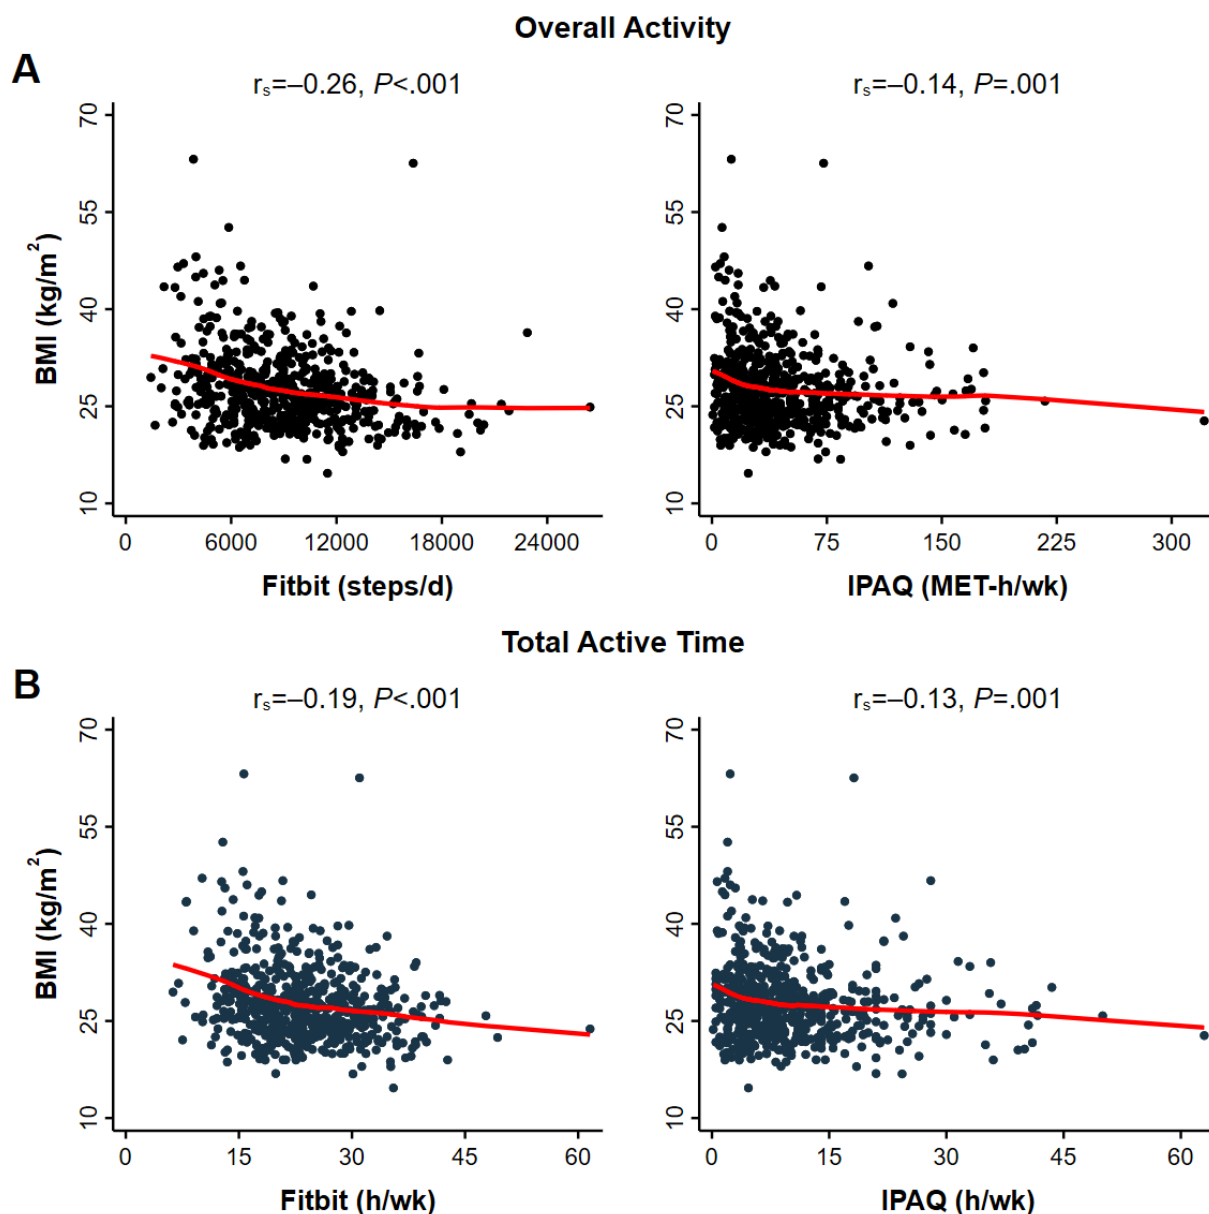 Overall Activity
A
rₛ=–0.26, P<.001
rₛ=–0.14, P=.001
BMI (kg/m²)
70
55
40
25
10
70
55
40
25
10
0 6000 12000 18000 24000
0 75 150 225 300
Fitbit (steps/d)
IPAQ (MET-h/wk)
Total Active Time
B
rₛ=–0.19, P<.001
rₛ=–0.13, P=.001
BMI (kg/m²)
70
55
40
25
10
70
55
40
25
10
0 15 30 45 60
0 15 30 45 60
Fitbit (h/wk)
IPAQ (h/wk)